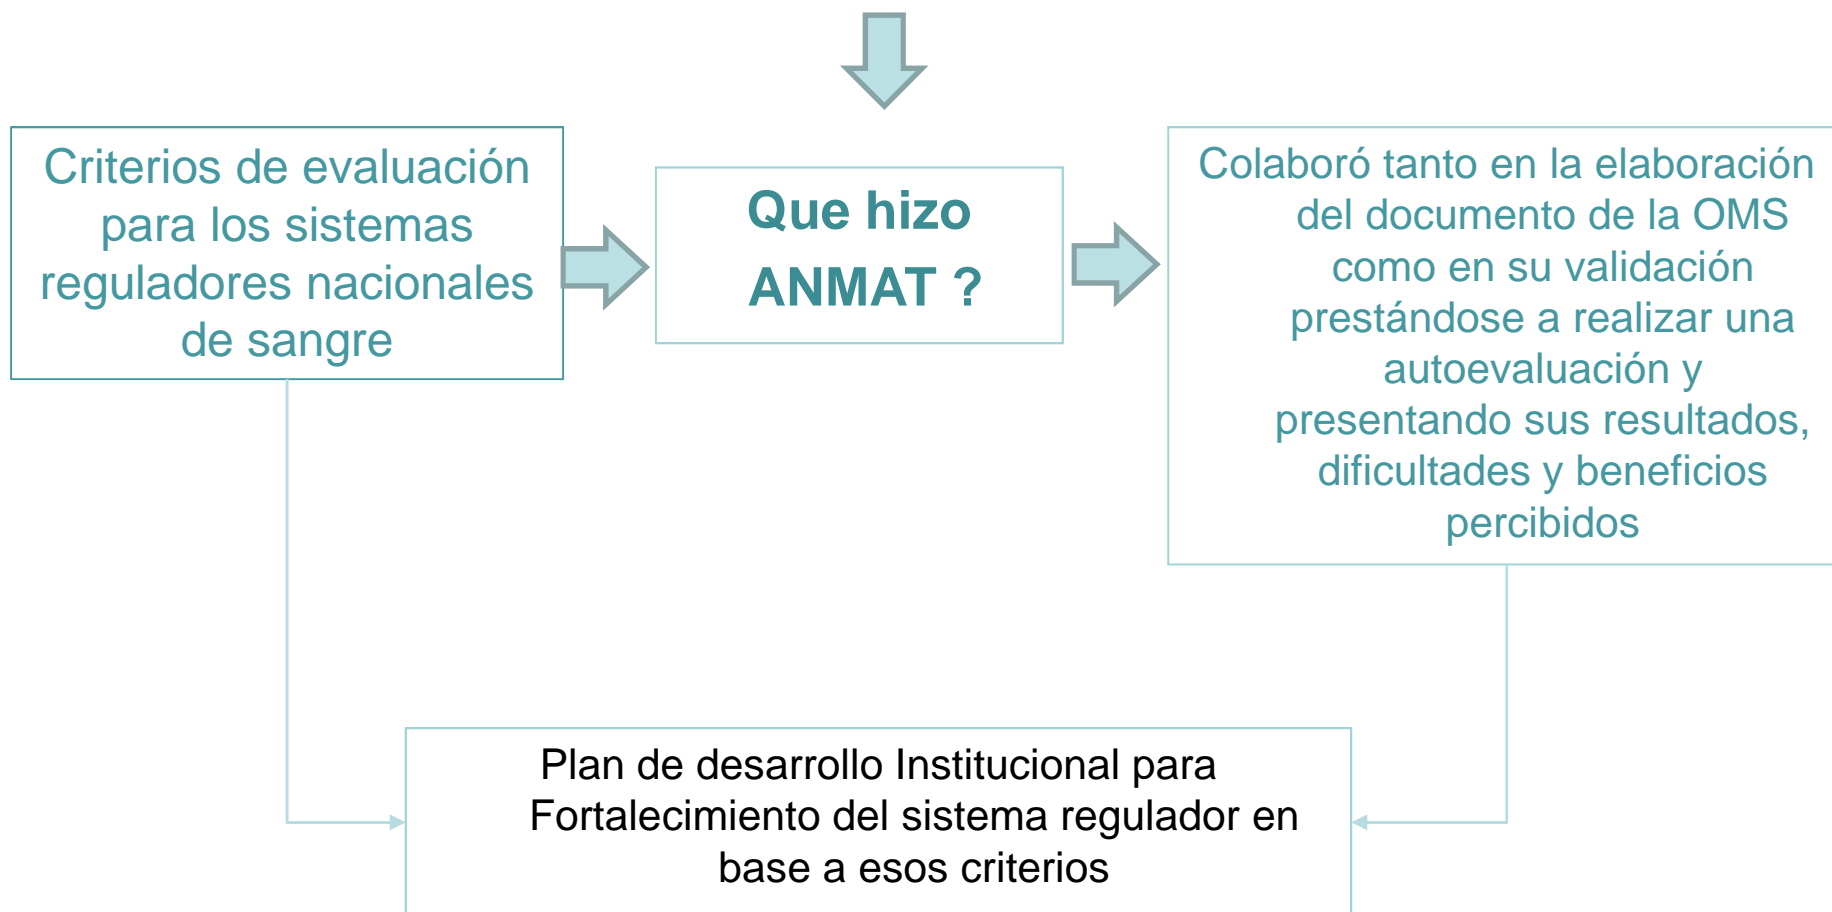 Criterios de evaluación
para los sistemas
reguladores nacionales
de sangre
Que hizo
ANMAT ?
Colaboró tanto en la elaboración
del documento de la OMS
como en su validación
prestándose a realizar una
autoevaluación y
presentando sus resultados,
dificultades y beneficios
percibidos
Plan de desarrollo Institucional para
Fortalecimiento del sistema regulador en
base a esos criterios